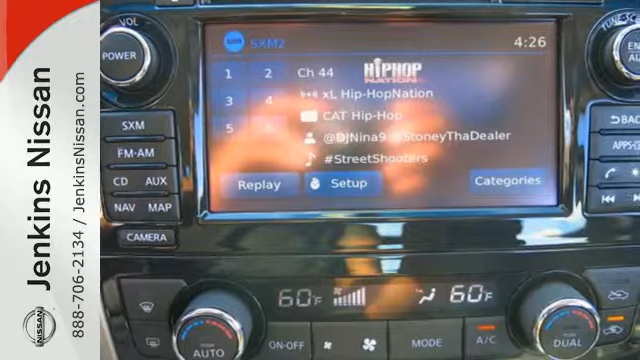 Jenkins Nissan
888-706-2134 / JenkinsNissan.com
NISSAN
VOL
POWER
SXM
FM·AM
CD AUX
NAV MAP
CAMERA
SXM2
4:26
1 2
3 4
5
Ch 44
HIPHOP
NATION
xL Hip-HopNation
CAT Hip-Hop
@DJNina9 @StoneyThaDealer
#StreetShooters
Replay
Setup
Categories
BACK
60°F
60°F
AUTO
ON·OFF
MODE
A/C
DUAL